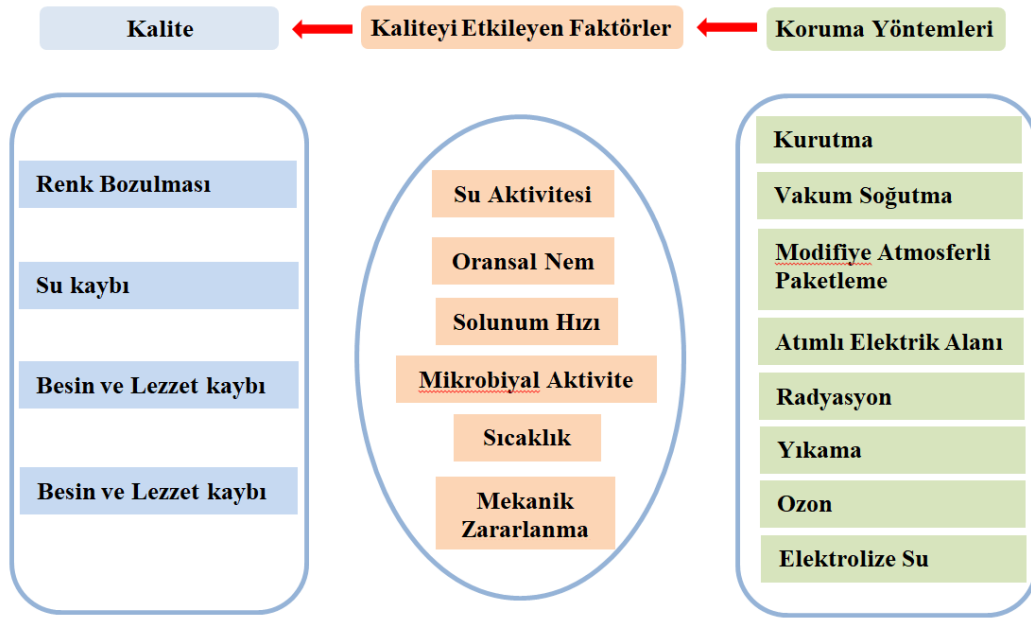 Kalite
Kaliteyi Etkileyen Faktörler
Koruma Yöntemleri
Renk Bozulması
Su kaybı
Besin ve Lezzet kaybı
Besin ve Lezzet kaybı
Su Aktivitesi
Oransal Nem
Solunum Hızı
Mikrobiyal Aktivite
Sıcaklık
Mekanik
Zararlanma
Kurutma
Vakum Soğutma
Modifiye Atmosferli
Paketleme
Atımlı Elektrik Alanı
Radyasyon
Yıkama
Ozon
Elektrolize Su